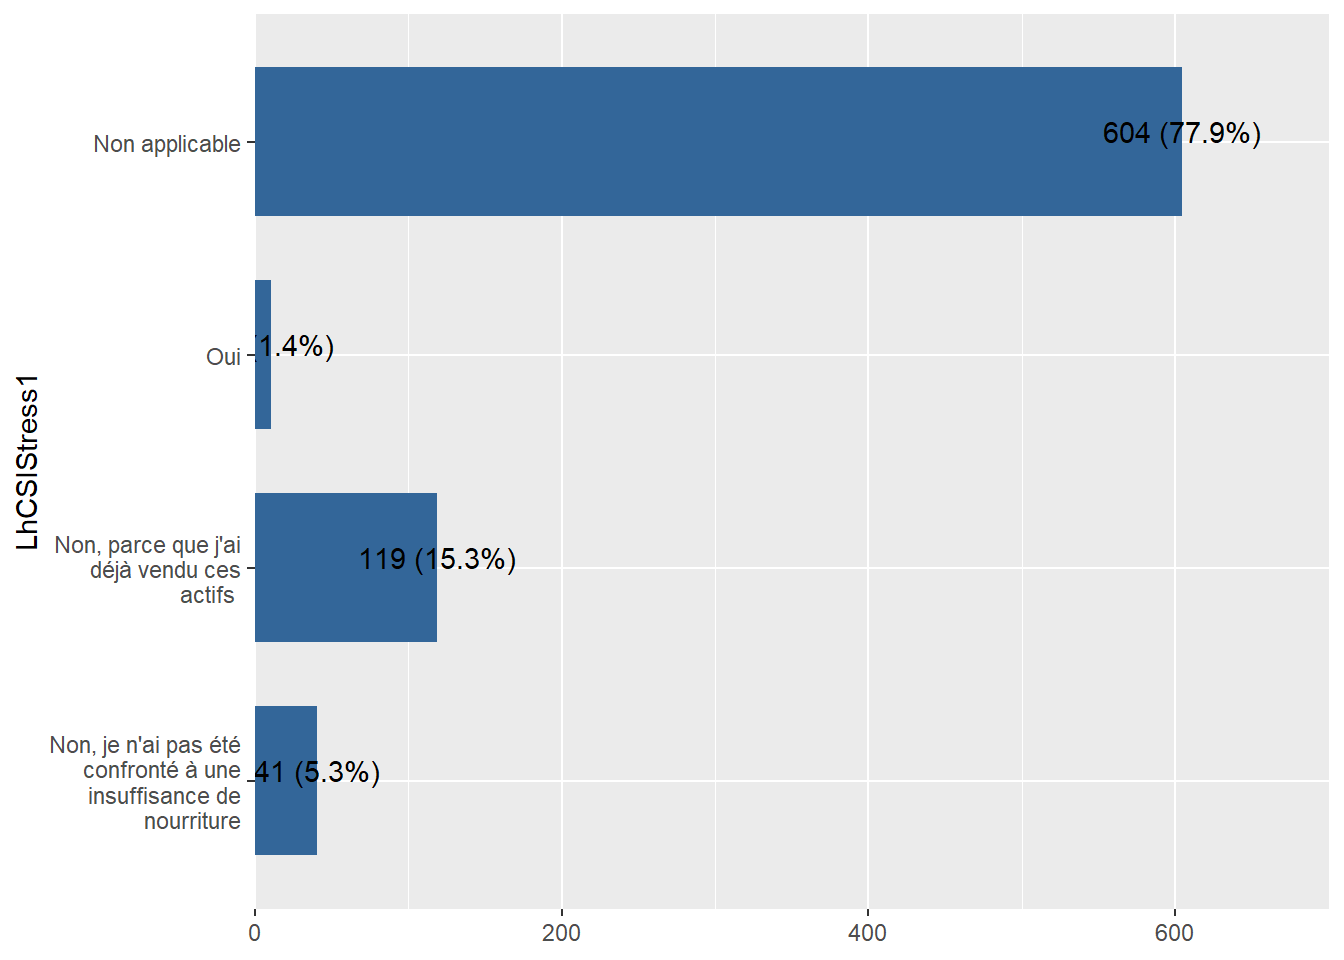 LhCSIStress1
Non applicable
604 (77.9%)
Oui
(1.4%)
Non, parce que j'ai
déjà vendu ces
actifs
119 (15.3%)
Non, je n'ai pas été
confronté à une
insuffisance de
nourriture
41 (5.3%)
0
200
400
600